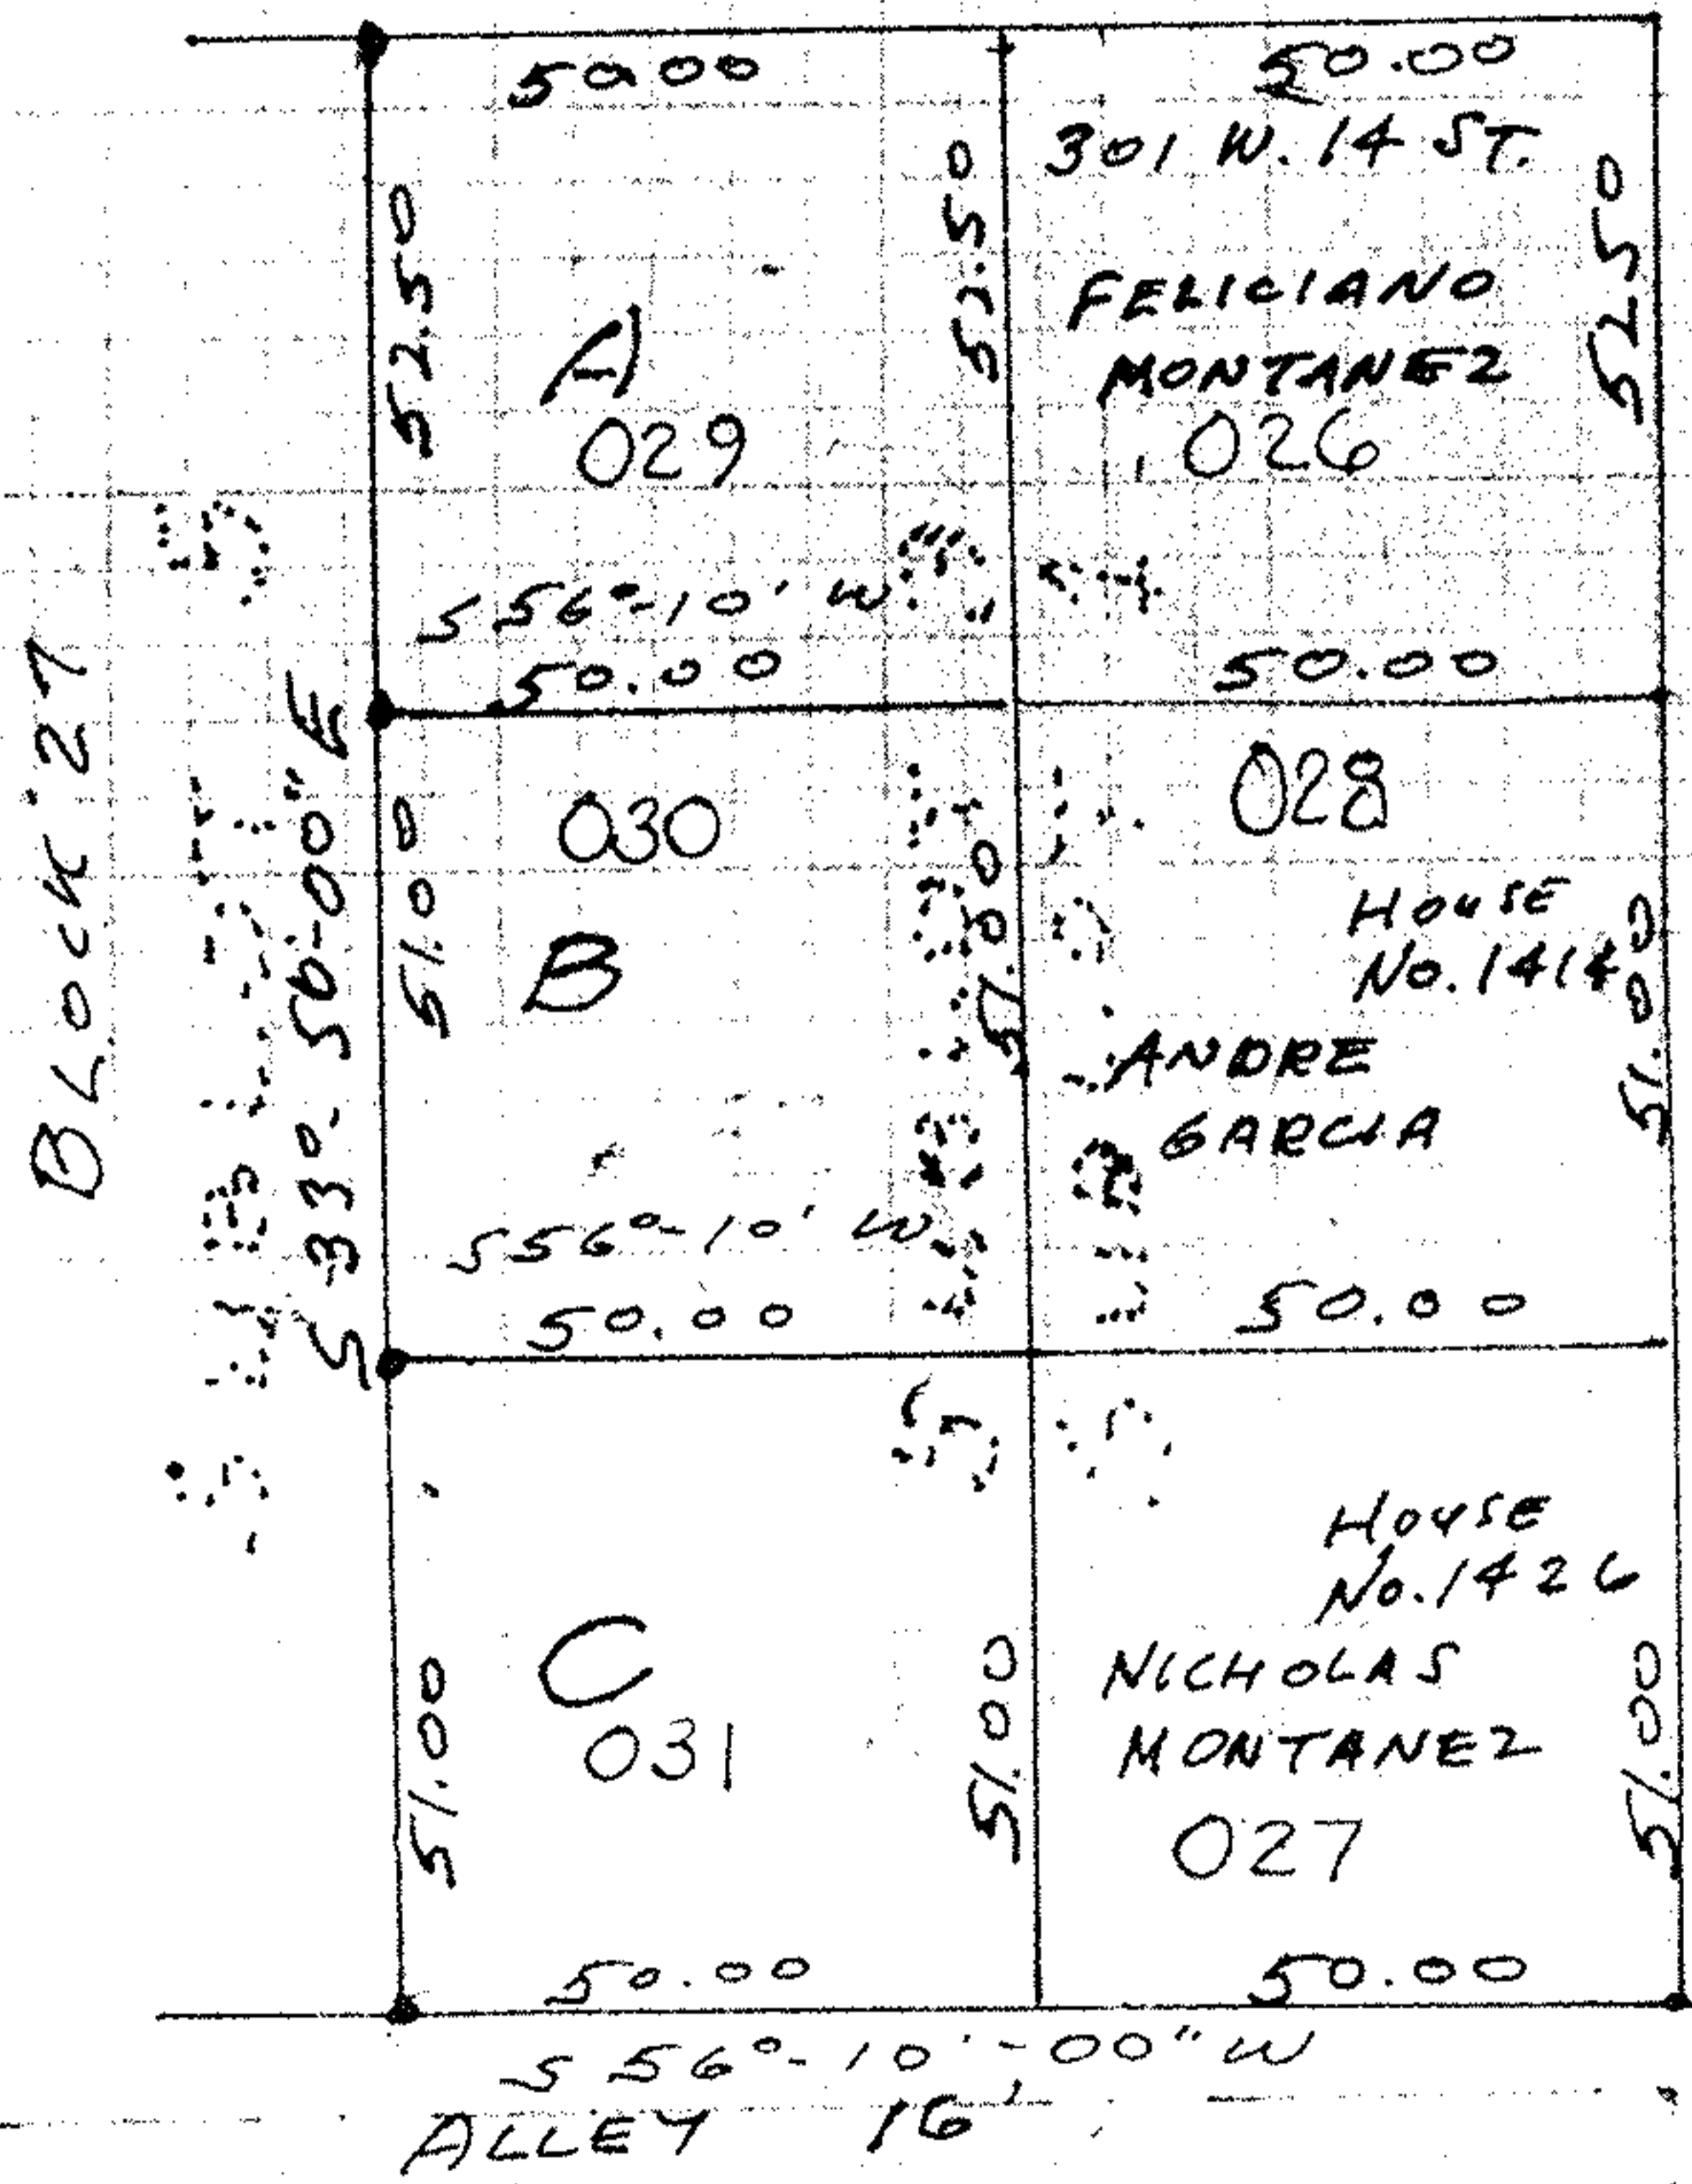 50.00
50.00
301 W. 14 ST.
52.50
52.50
52.50
FELICIANO
MONTANEZ
A
029
026
S 56°-10' W
50.00
50.00
BLOCK 27
S 33°-50'-00" E
030
028
51.00
51.00
51.00
HOUSE
No. 1414
B
ANDRE
GARCIA
S 56°-10' W
50.00
50.00
HOUSE
No. 1426
C
NICHOLAS
MONTANEZ
031
027
51.00
51.00
51.00
50.00
50.00
S 56°-10'-00" W
ALLEY 16'